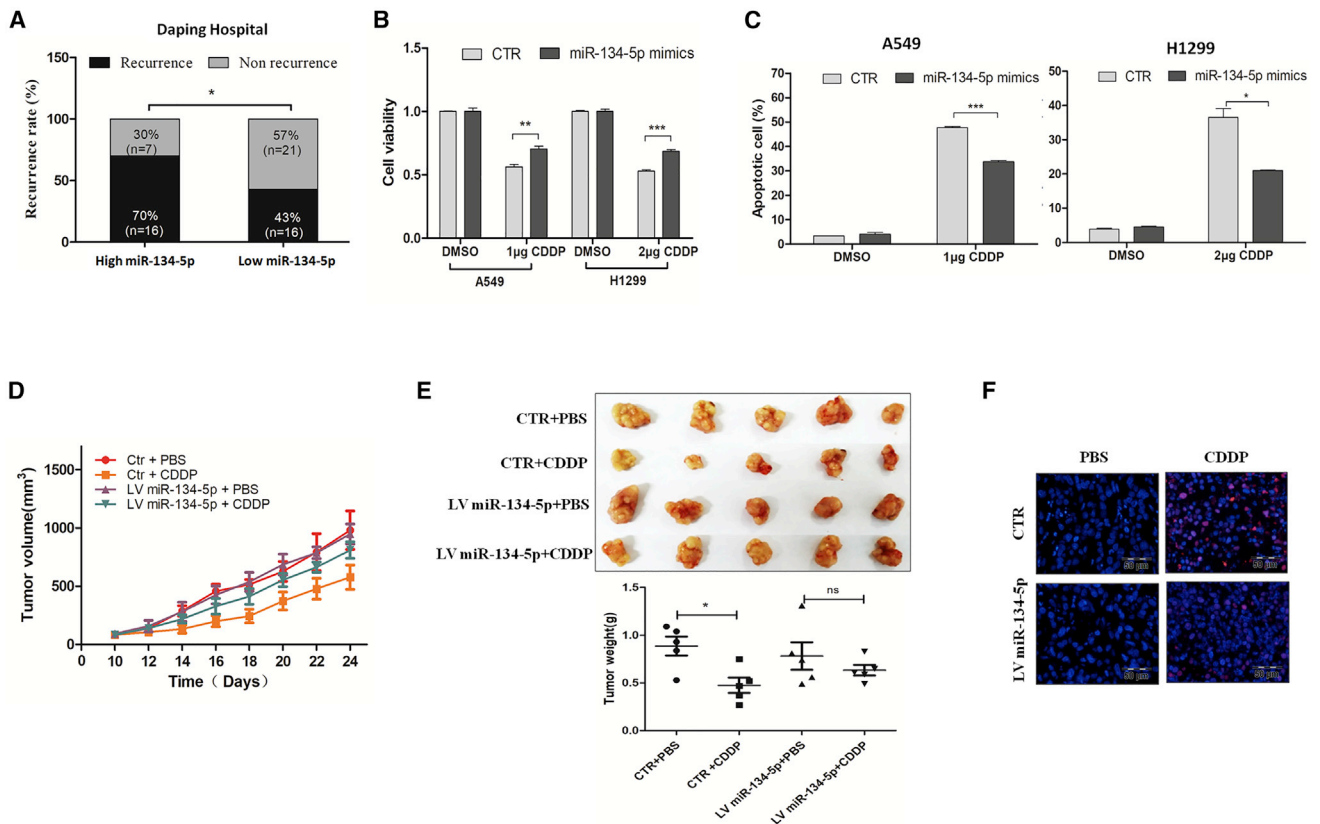 A
Daping Hospital
Recurrence
Non recurrence
Recurrence rate (%)
150
100
50
0
*
30%
(n=7)
57%
(n=21)
70%
(n=16)
43%
(n=16)
High miR-134-5p
Low miR-134-5p
B
CTR
miR-134-5p mimics
Cell viability
1.5
1.0
0.5
0.0
**
***
DMSO
1μg CDDP
DMSO
2μg CDDP
A549
H1299
C
A549
CTR
miR-134-5p mimics
Apoptotic cell (%)
70
60
50
40
30
20
10
0
***
DMSO
1μg CDDP
H1299
CTR
miR-134-5p mimics
50
40
30
20
10
0
*
DMSO
2μg CDDP
D
Ctr + PBS
Ctr + CDDP
LV miR-134-5p + PBS
LV miR-134-5p + CDDP
Tumor volume(mm³)
1500
1000
500
0
0 10 12 14 16 18 20 22 24
Time ( Days )
E
CTR+PBS
CTR+CDDP
LV miR-134-5p+PBS
LV miR-134-5p+CDDP
Tumor weight(g)
1.5
1.0
0.5
0.0
*
ns
CTR+PBS
CTR +CDDP
LV miR-134-5p+PBS
LV miR-134-5p+CDDP
F
PBS
CDDP
CTR
LV miR-134-5p
50 μm
50 μm
50 μm
50 μm